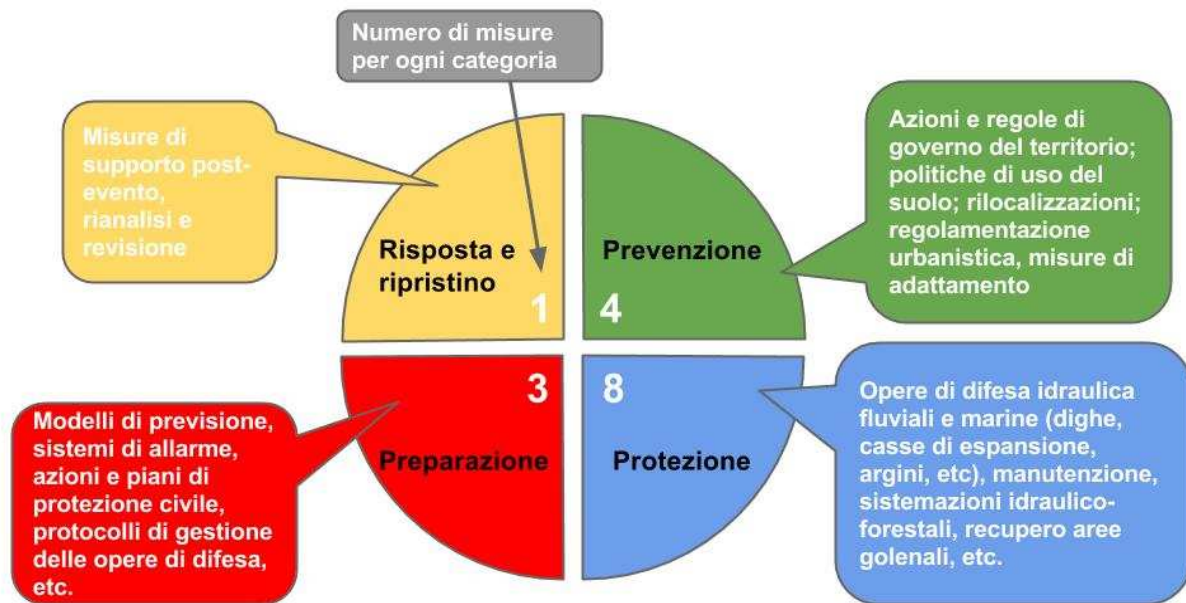 Numero di misure
per ogni categoria
Misure di
supporto post-
evento,
rianalisi e
revisione
Azioni e regole di
governo del territorio;
politiche di uso del
suolo; rilocalizzazioni;
regolamentazione
urbanistica, misure di
adattamento
Risposta e
ripristino
1
Prevenzione
4
3
Preparazione
8
Protezione
Modelli di previsione,
sistemi di allarme,
azioni e piani di
protezione civile,
protocolli di gestione
delle opere di difesa,
etc.
Opere di difesa idraulica
fluviali e marine (dighe,
casse di espansione,
argini, etc), manutenzione,
sistemazioni idraulico-
forestali, recupero aree
golenali, etc.